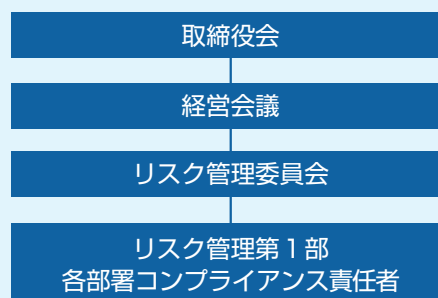 取締役会
経営会議
リスク管理委員会
リスク管理第1部
各部署コンプライアンス責任者